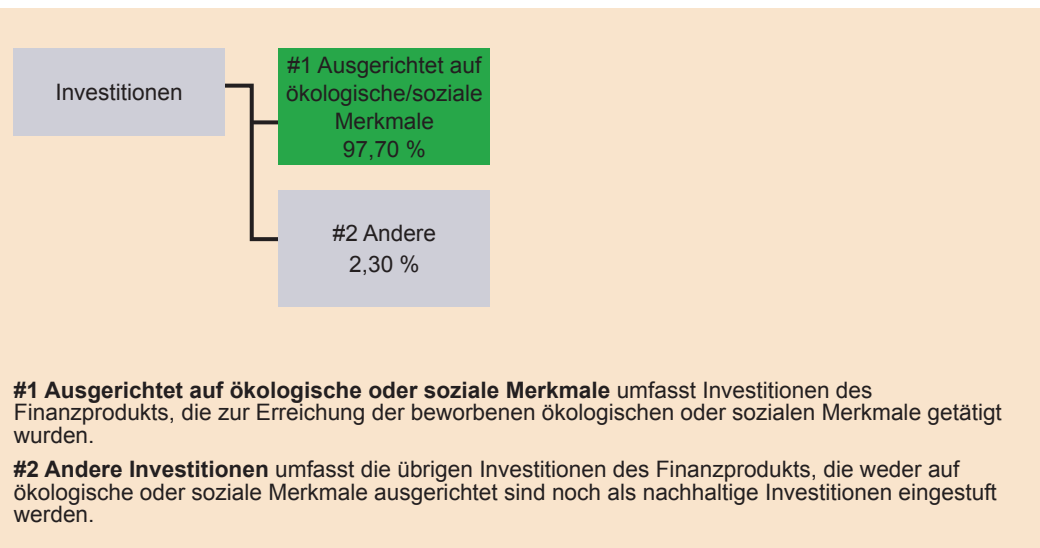 Investitionen
#1 Ausgerichtet auf
ökologische/soziale
Merkmale
97,70 %
#2 Andere
2,30 %
#1 Ausgerichtet auf ökologische oder soziale Merkmale umfasst Investitionen des
Finanzprodukts, die zur Erreichung der beworbenen ökologischen oder sozialen Merkmale getätigt
wurden.
#2 Andere Investitionen umfasst die übrigen Investitionen des Finanzprodukts, die weder auf
ökologische oder soziale Merkmale ausgerichtet sind noch als nachhaltige Investitionen eingestuft
werden.